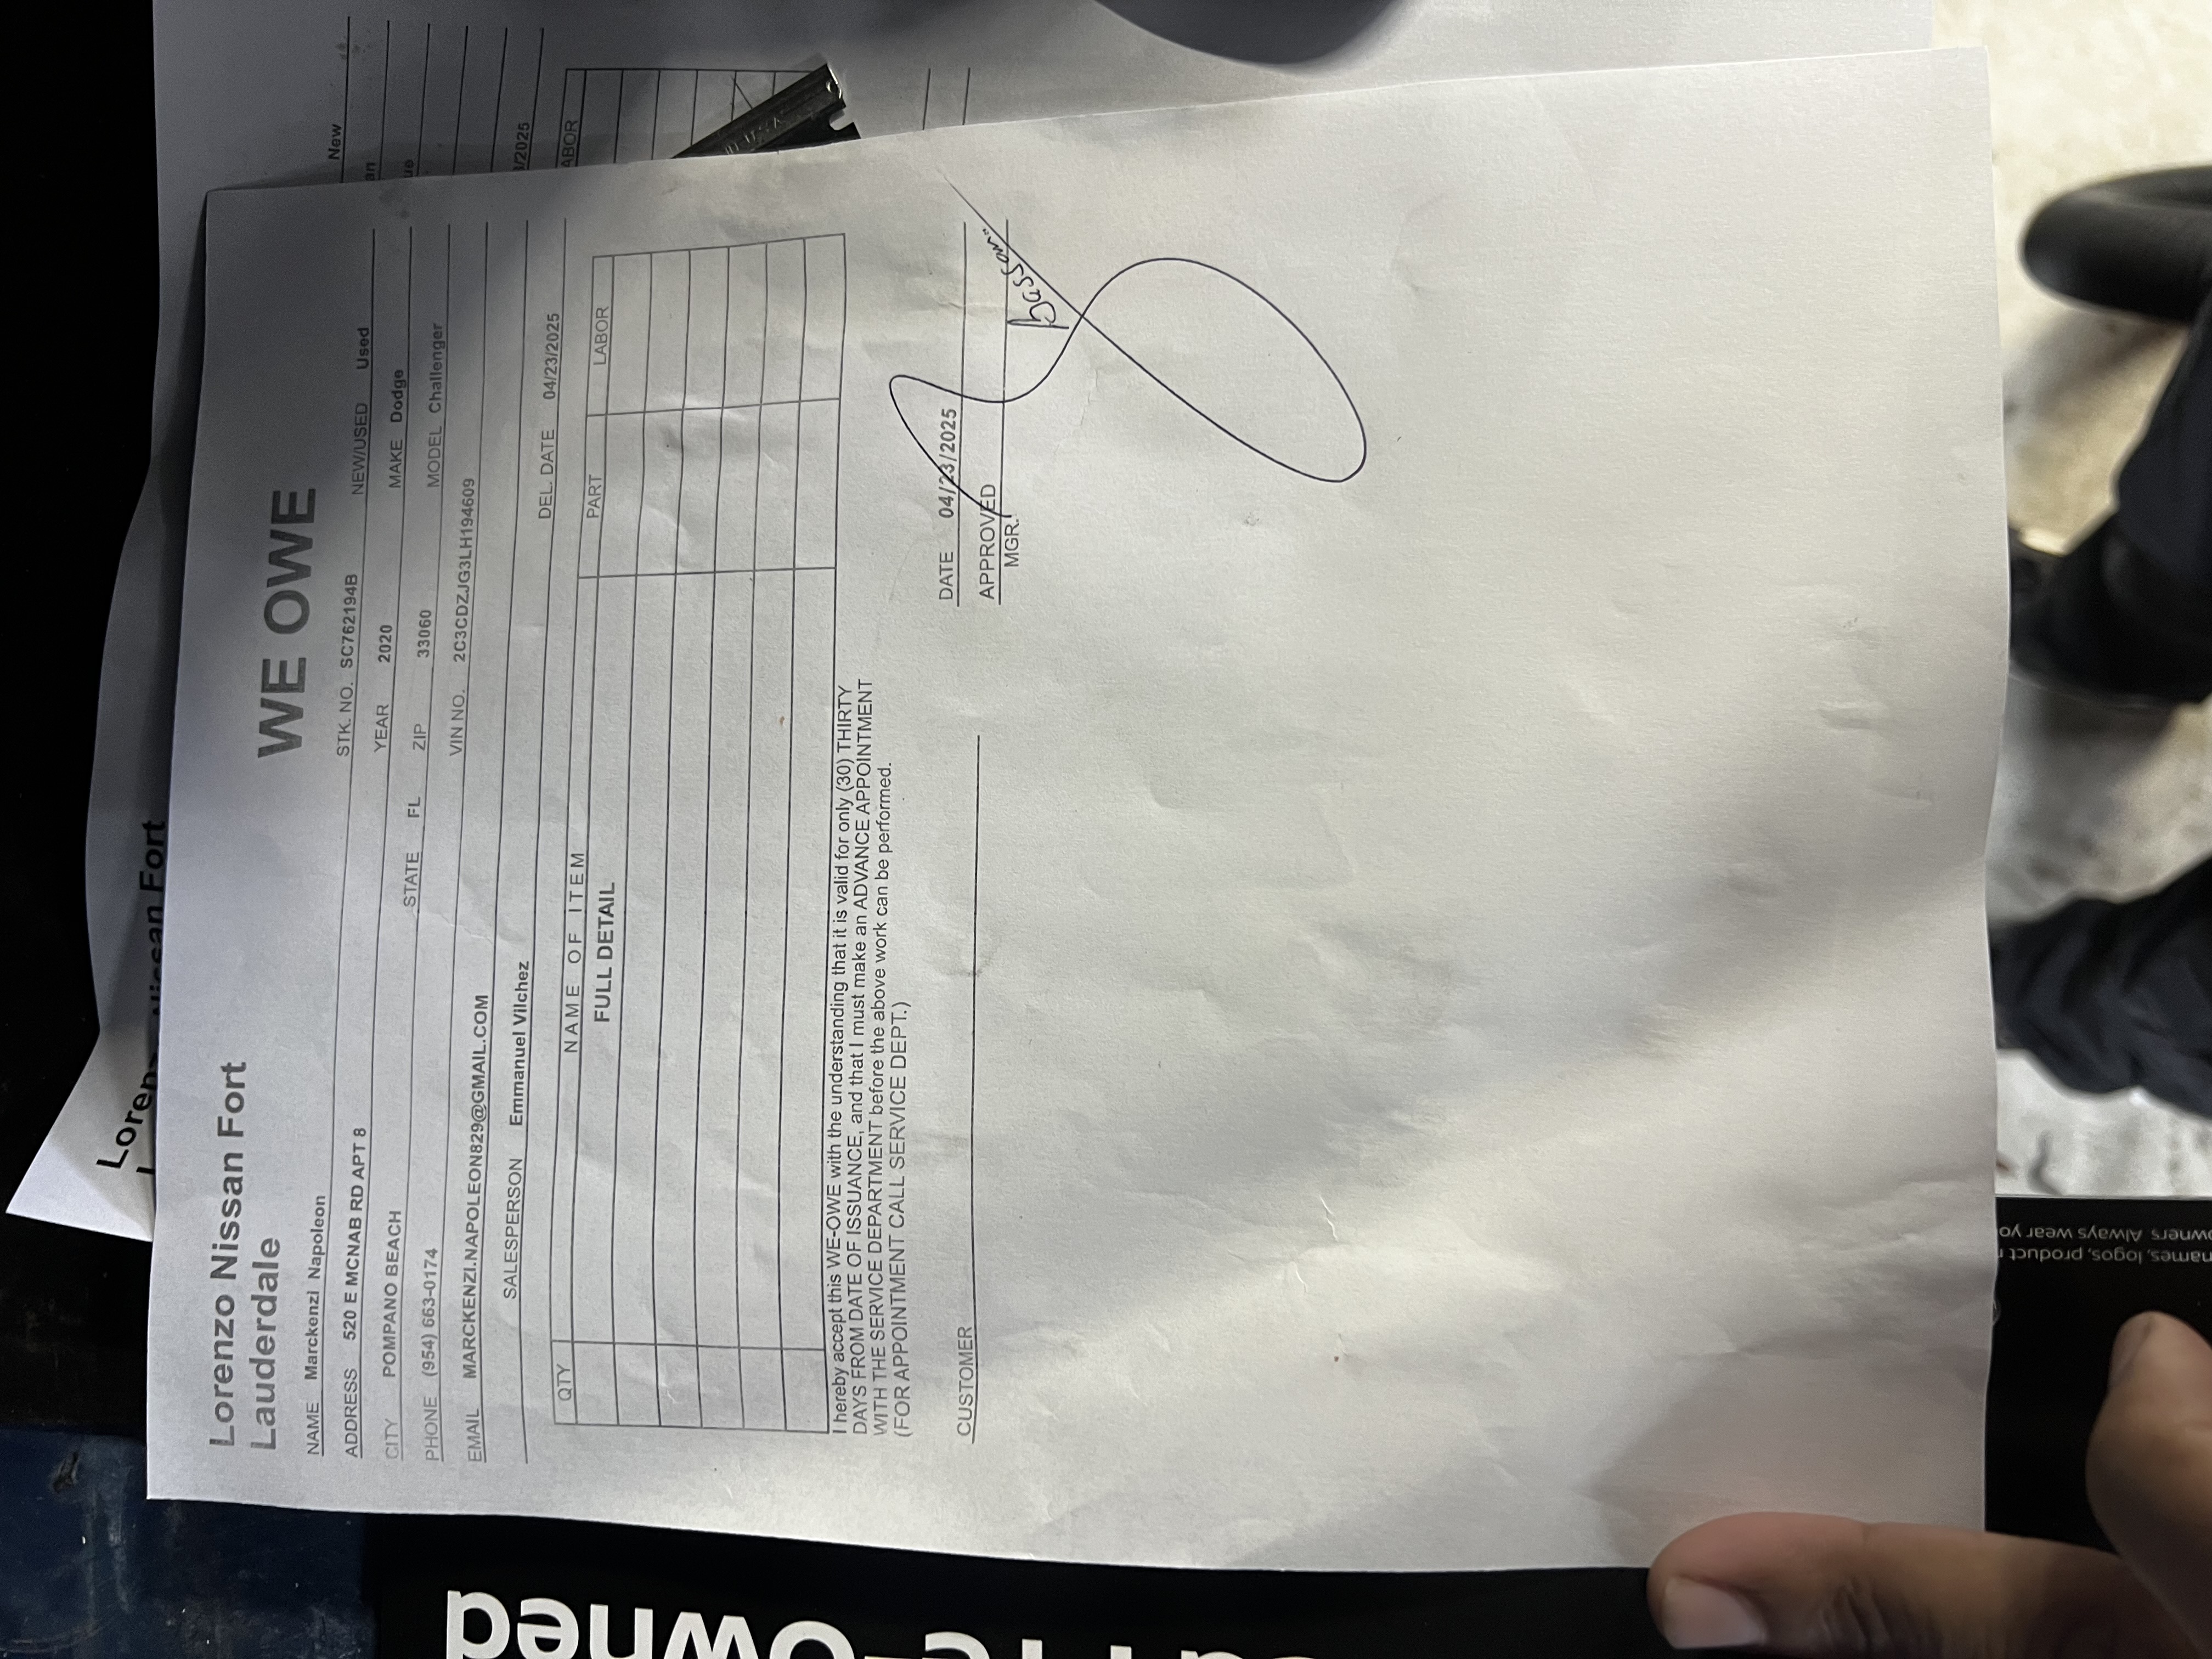 Lorenzo Nissan Fort
Lauderdale
WE OWE
NAME Marckenzi Napoleon
STK. NO. SC762194B NEW/USED Used
ADDRESS 520 E MCNAB RD APT 8
YEAR 2020 MAKE Dodge
CITY POMPANO BEACH STATE FL ZIP 33060 MODEL Challenger
PHONE (954) 663-0174
VIN NO. 2C3CDZJG3LH194609
EMAIL MARCKENZI.NAPOLEON829@GMAIL.COM
SALESPERSON Emmanuel Vilchez
DEL. DATE 04/23/2025
QTY NAME OF ITEM PART LABOR
FULL DETAIL
I hereby accept this WE-OWE with the understanding that it is valid for only (30) THIRTY
DAYS FROM DATE OF ISSUANCE, and that I must make an ADVANCE APPOINTMENT
WITH THE SERVICE DEPARTMENT before the above work can be performed.
(FOR APPOINTMENT CALL SERVICE DEPT.)
DATE 04/23/2025
CUSTOMER
APPROVED
MGR.
New
/2025
Nissan Fort
names, logos, product
Always wear
-Owned